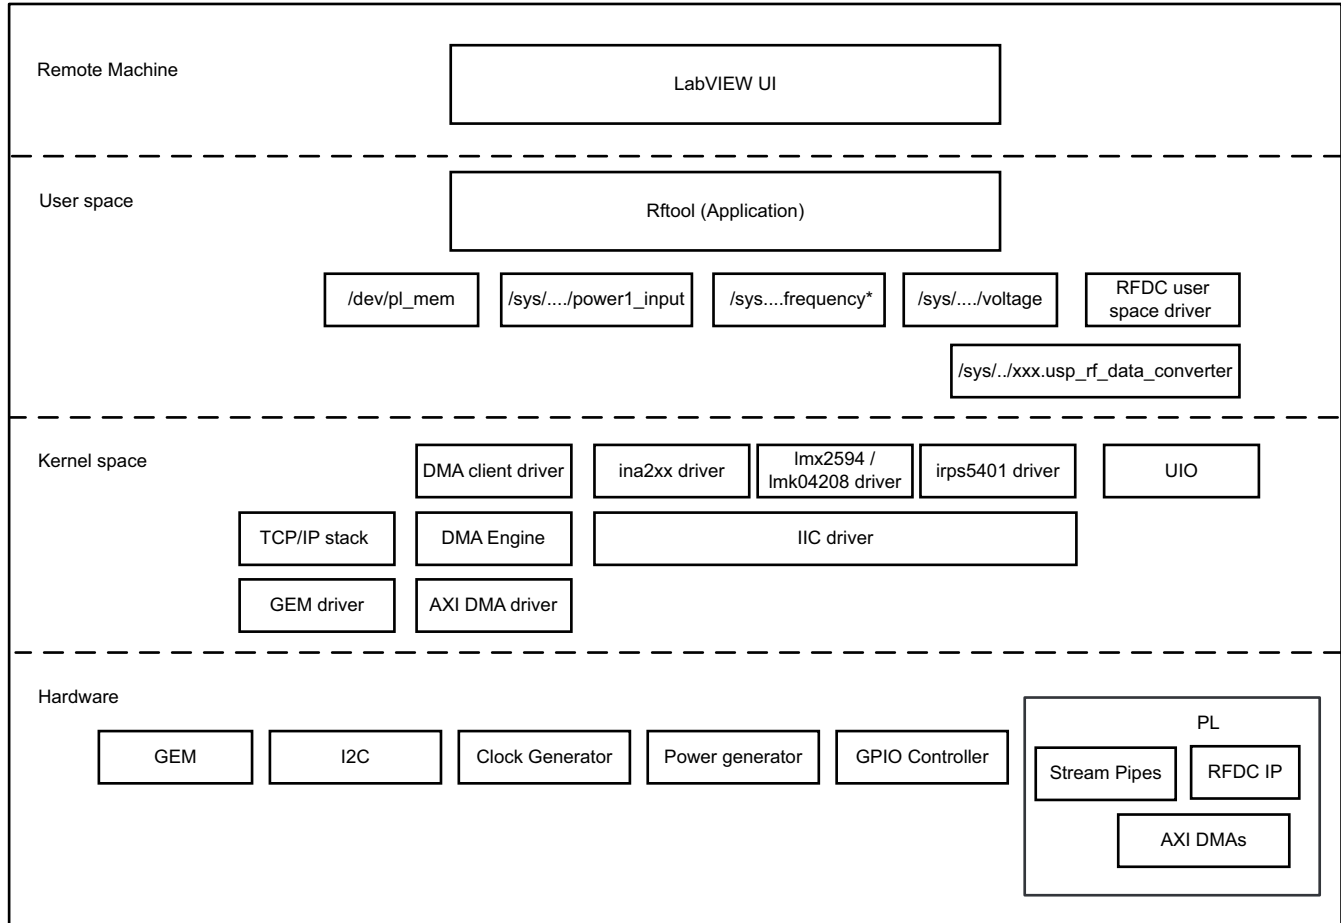 Remote Machine
LabVIEW UI
User space
Rftool (Application)
/dev/pl_mem
/sys/..../power1_input
/sys....frequency*
/sys/..../voltage
RFDC user
space driver
/sys/../xxx.usp_rf_data_converter
Kernel space
DMA client driver
ina2xx driver
lmx2594 /
lmk04208 driver
irps5401 driver
UIO
TCP/IP stack
DMA Engine
IIC driver
GEM driver
AXI DMA driver
Hardware
PL
GEM
I2C
Clock Generator
Power generator
GPIO Controller
Stream Pipes
RFDC IP
AXI DMAs